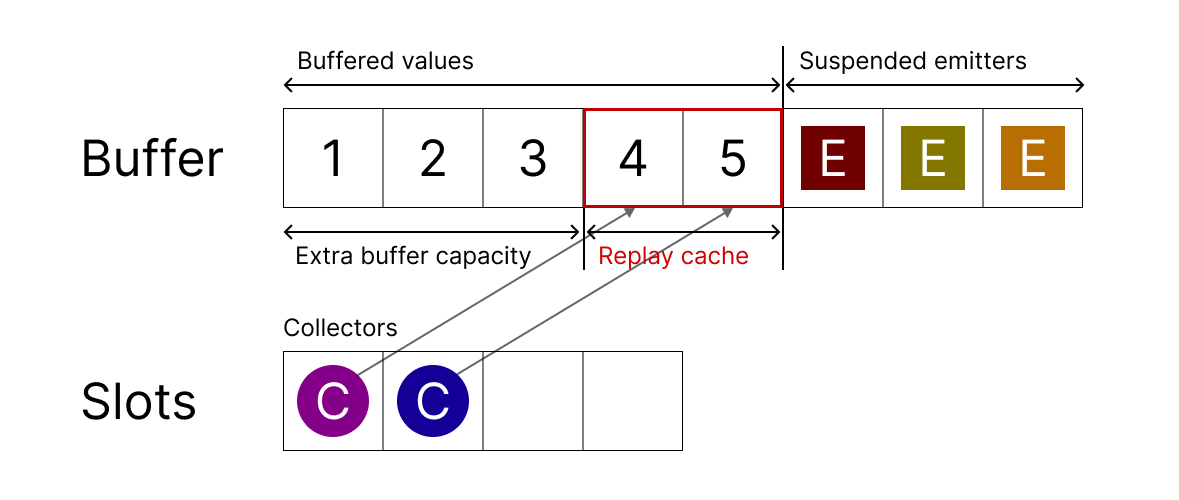 Buffered values
Suspended emitters
Buffer
1 2 3 4 5 E E E
Extra buffer capacity
Replay cache
Collectors
Slots
C C